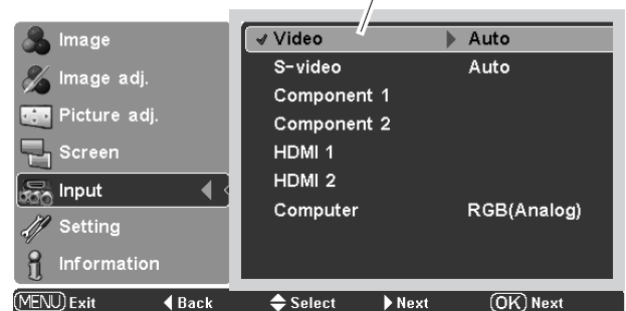 Image
Image adj.
Picture adj.
Screen
Input
Setting
Information
Video Auto
S-video Auto
Component 1
Component 2
HDMI 1
HDMI 2
Computer RGB(Analog)
MENU Exit Back Select Next OK Next